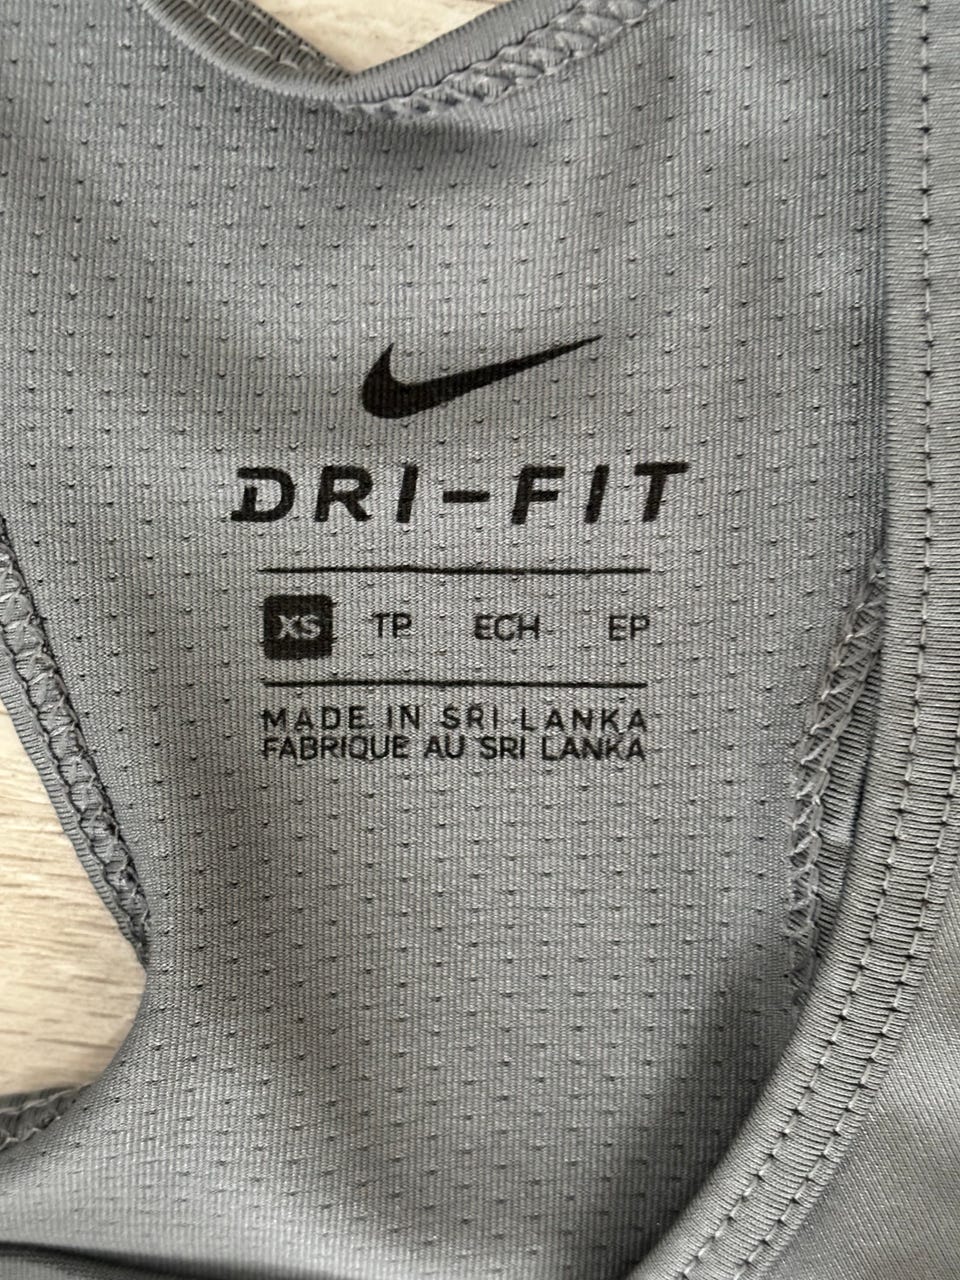 DRI-FIT
XS TP ECH EP
MADE IN SRI LANKA
FABRIQUE AU SRI LANKA